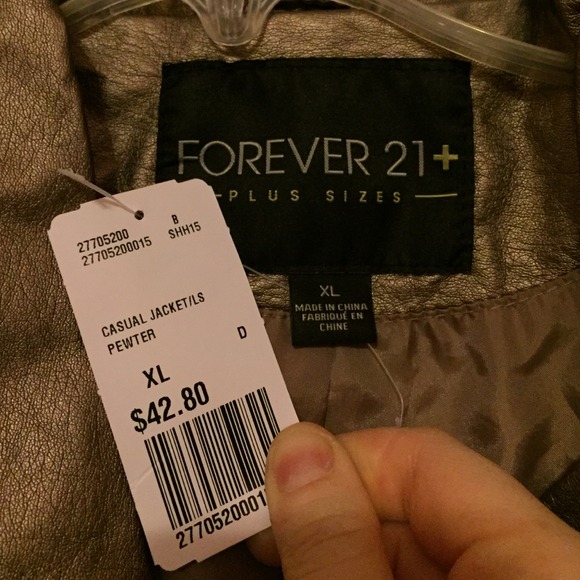 FOREVER 21+
PLUS SIZES
XL
MADE IN CHINA
FABRIQUÉ EN
CHINE
27705200 B
27705200015 SHH15
CASUAL JACKET/LS
PEWTER D
XL
$42.80
2770520001